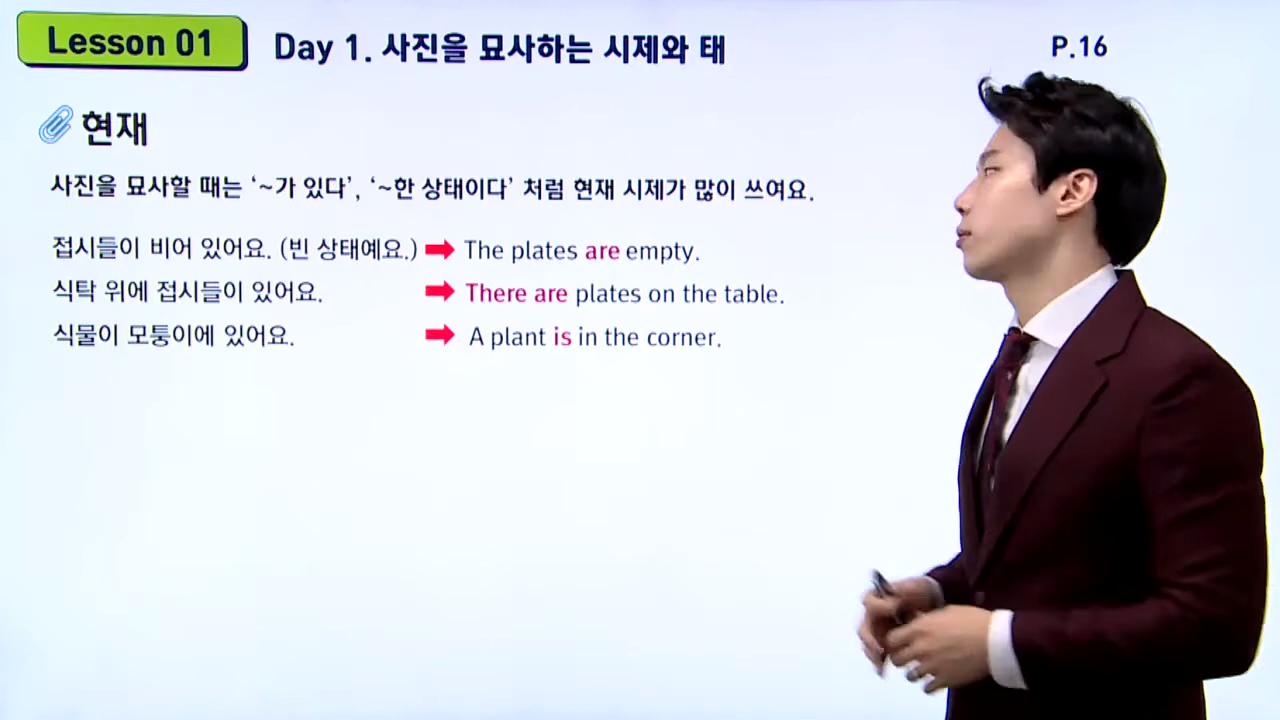 Lesson 01
Day 1. 사진을 묘사하는 시제와 태
P.16
현재
사진을 묘사할 때는 ‘~가 있다’, ‘~한 상태이다’ 처럼 현재 시제가 많이 쓰여요.
접시들이 비어 있어요. (빈 상태예요.) ➡ The plates are empty.
식탁 위에 접시들이 있어요. ➡ There are plates on the table.
식물이 모퉁이에 있어요. ➡ A plant is in the corner.